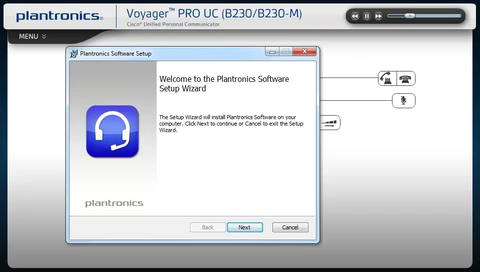 plantronics®
Voyager™ PRO UC (B230/B230-M)
Cisco® Unified Personal Communicator
MENU
Plantronics Software Setup
Welcome to the Plantronics Software
Setup Wizard
The Setup Wizard will install Plantronics Software on your
computer. Click Next to continue or Cancel to exit the Setup
Wizard.
plantronics
Back
Next
Cancel